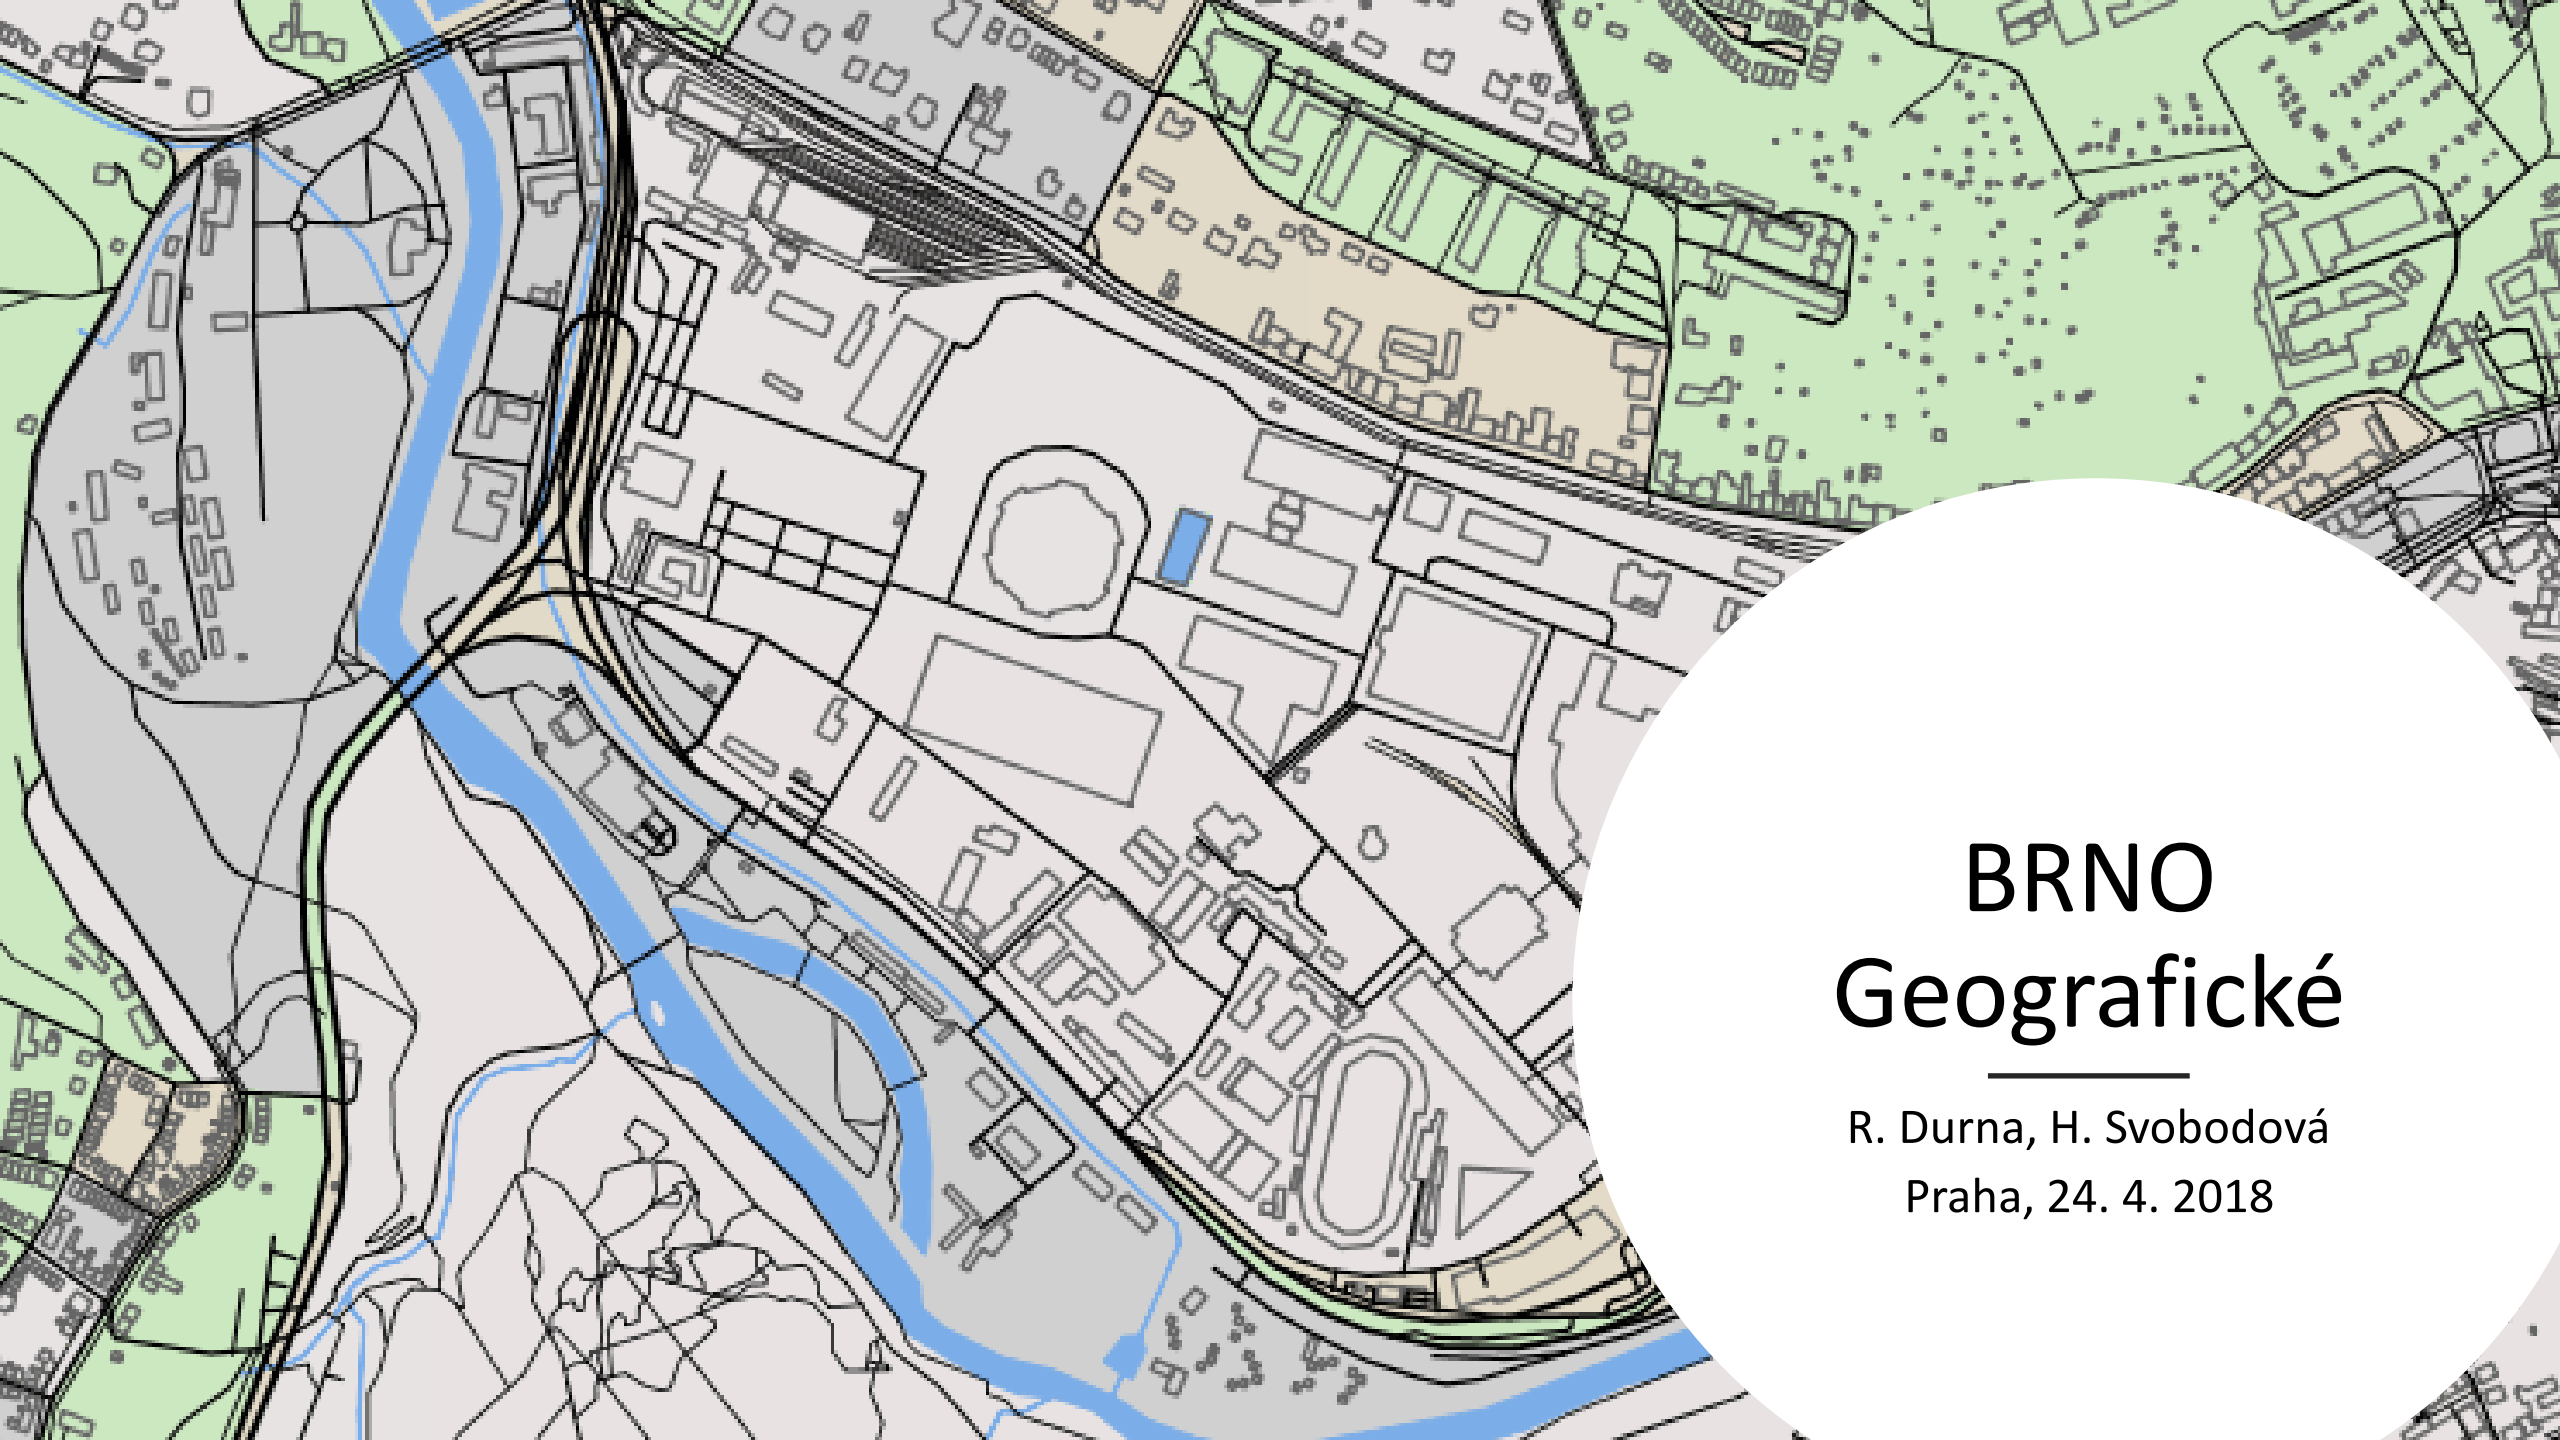 BRNO
Geografické
R. Durna, H. Svobodová
Praha, 24. 4. 2018